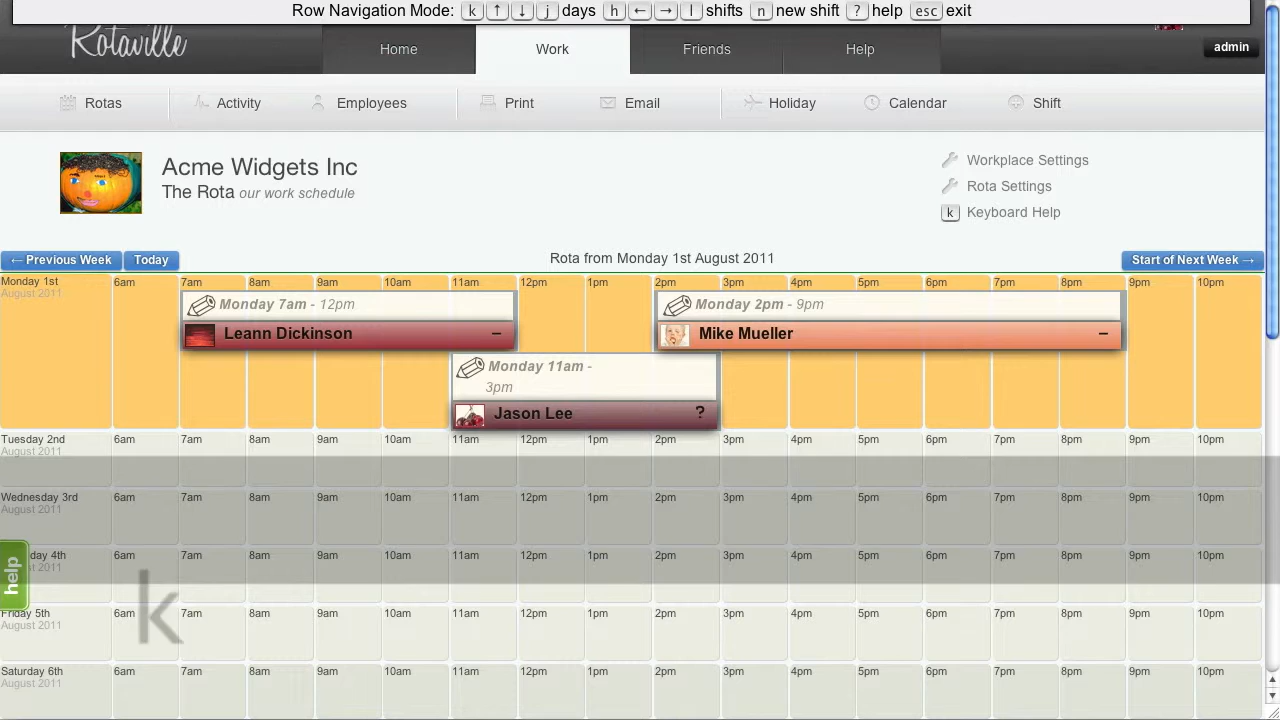 Row Navigation Mode: k ↑ ↓ j days h ← → l shifts n new shift ? help esc exit
Rotaville
Home Work Friends Help
admin
Rotas Activity Employees Print Email Holiday Calendar Shift
Acme Widgets Inc
The Rota our work schedule
Workplace Settings
Rota Settings
k Keyboard Help
← Previous Week Today Rota from Monday 1st August 2011 Start of Next Week →
Monday 1st 6am 7am 8am 9am 10am 11am 12pm 1pm 2pm 3pm 4pm 5pm 6pm 7pm 8pm 9pm 10pm
August 2011
Monday 7am - 12pm Monday 2pm - 9pm
Leann Dickinson – Mike Mueller –
Monday 11am -
3pm
Jason Lee ?
Tuesday 2nd 6am 7am 8am 9am 10am 11am 12pm 1pm 2pm 3pm 4pm 5pm 6pm 7pm 8pm 9pm 10pm
August 2011
Wednesday 3rd 6am 7am 8am 9am 10am 11am 12pm 1pm 2pm 3pm 4pm 5pm 6pm 7pm 8pm 9pm 10pm
August 2011
day 4th 6am 7am 8am 9am 10am 11am 12pm 1pm 2pm 3pm 4pm 5pm 6pm 7pm 8pm 9pm 10pm
2011
help
k
Friday 5th 6am 7am 8am 9am 10am 11am 12pm 1pm 2pm 3pm 4pm 5pm 6pm 7pm 8pm 9pm 10pm
August 2011
Saturday 6th 6am 7am 8am 9am 10am 11am 12pm 1pm 2pm 3pm 4pm 5pm 6pm 7pm 8pm 9pm 10pm
August 2011